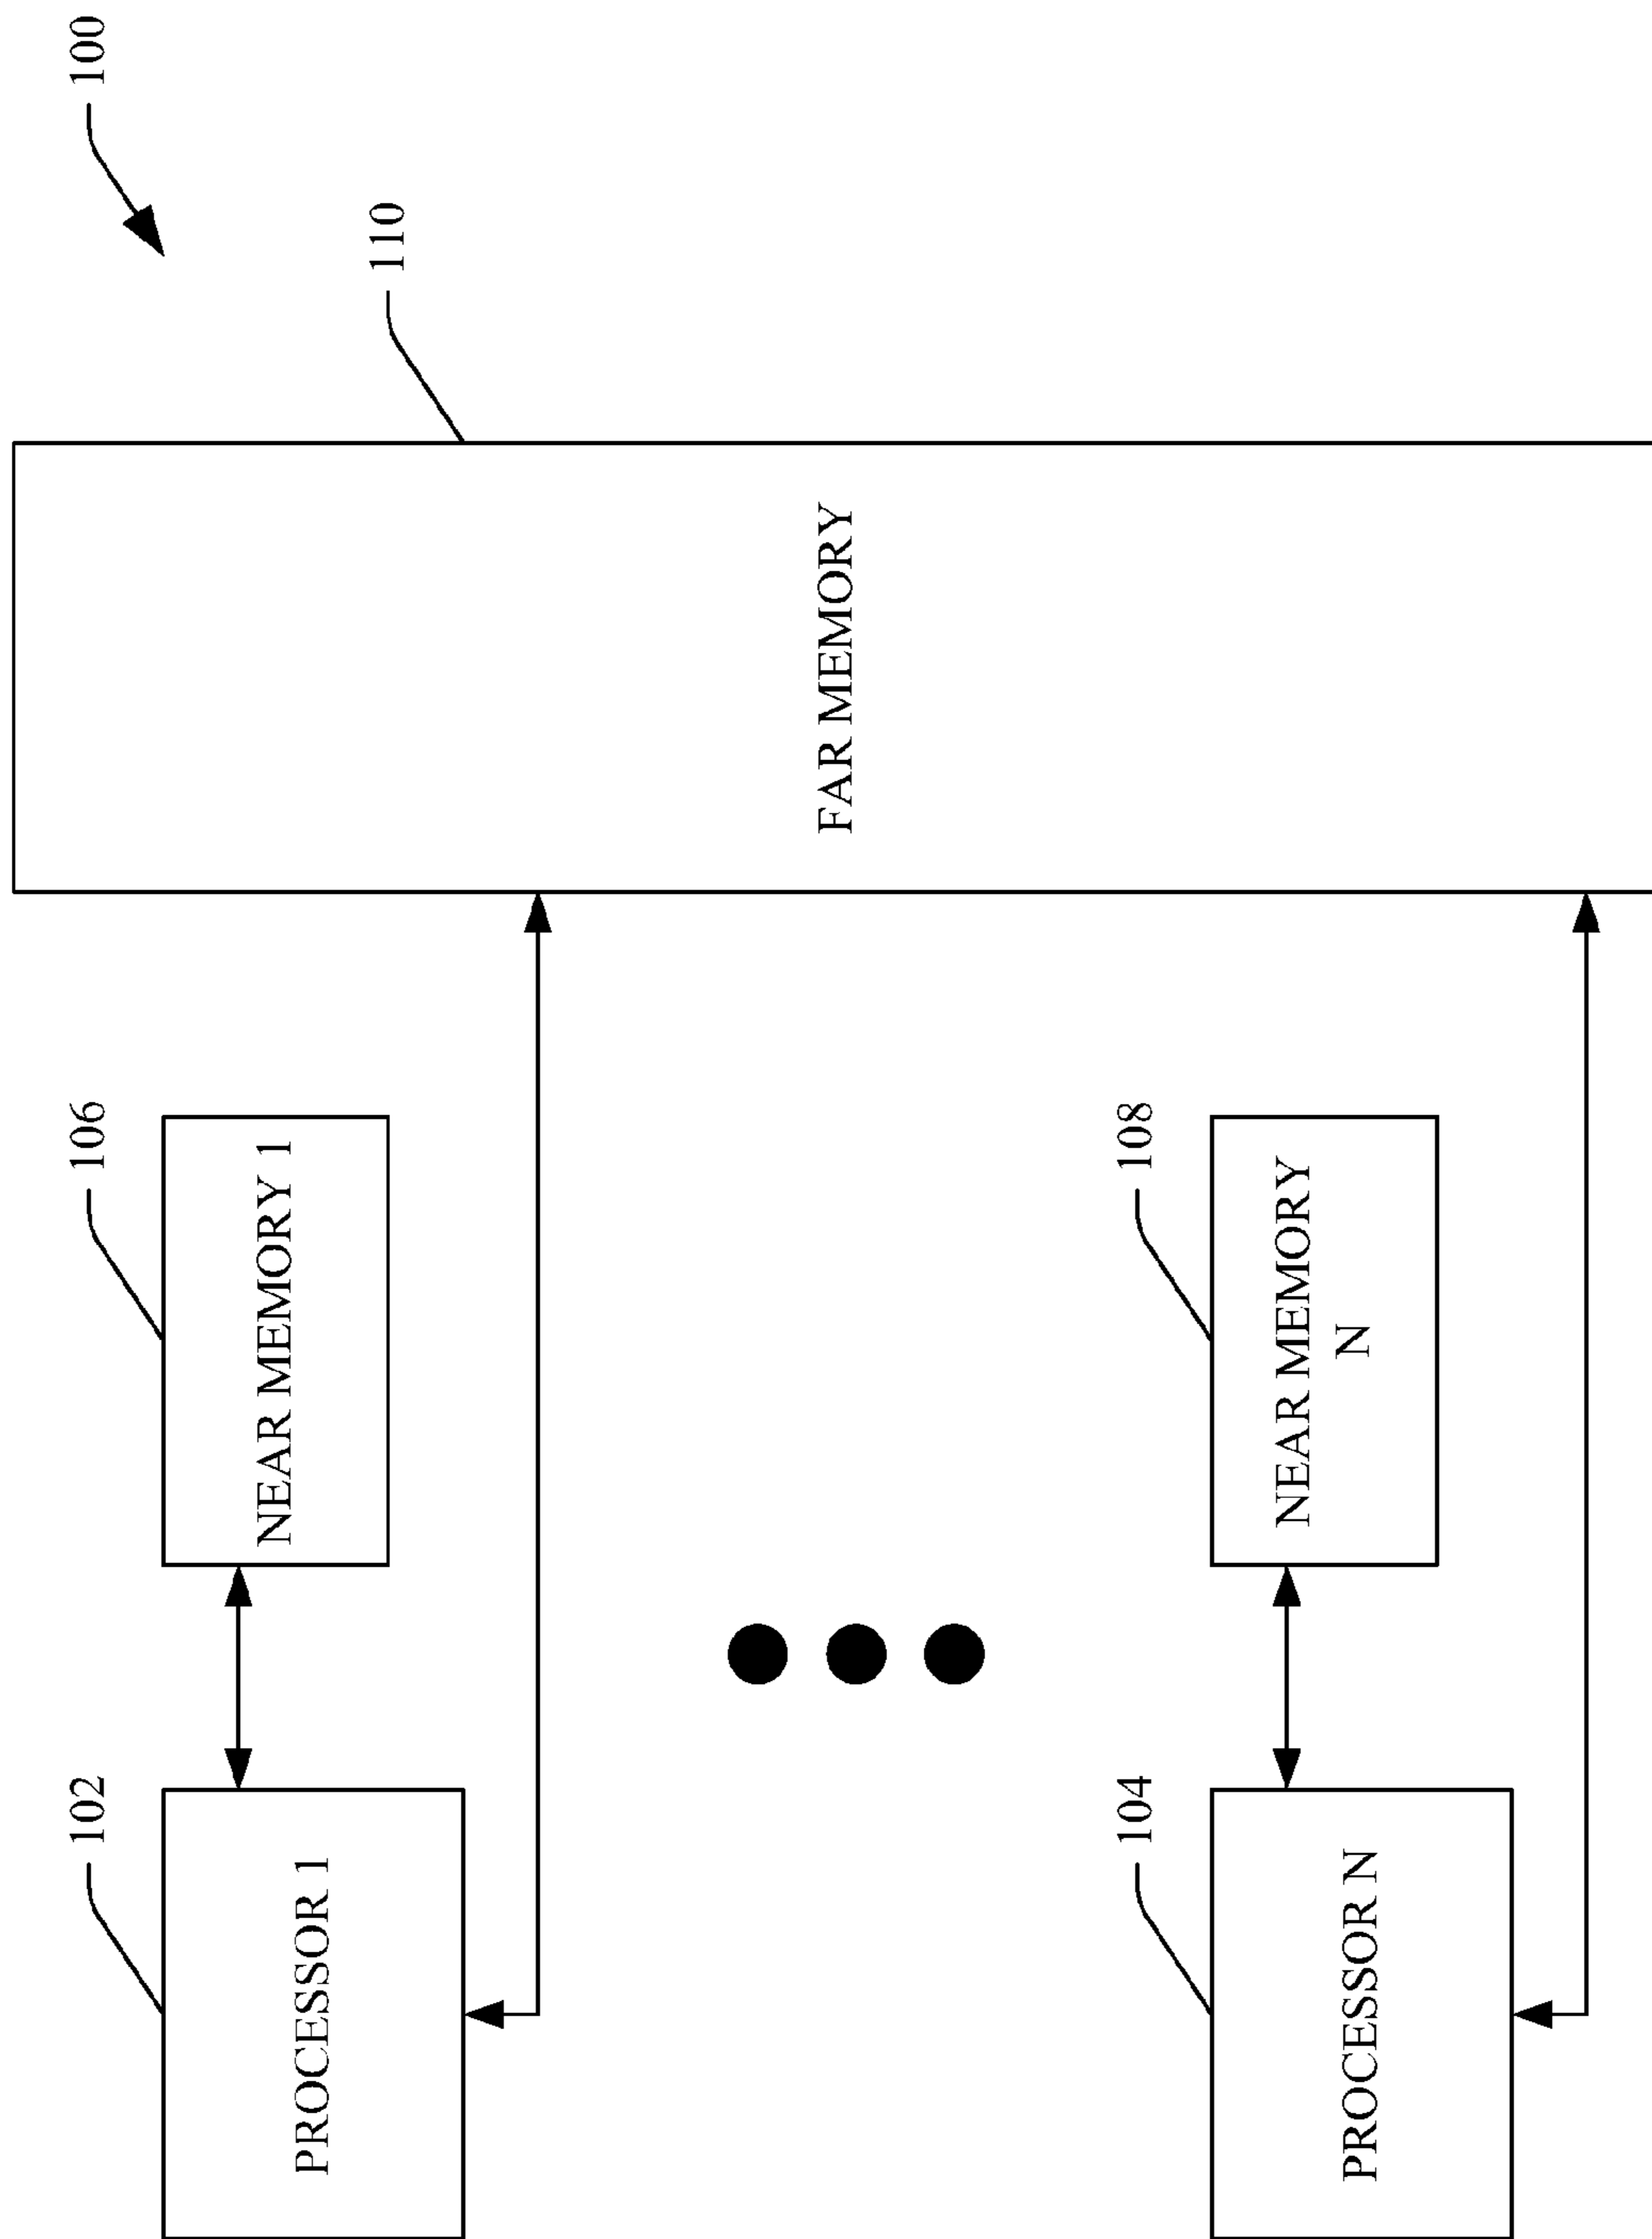 100
102
PROCESSOR 1
106
NEAR MEMORY 1
110
FAR MEMORY
104
PROCESSOR N
108
NEAR MEMORY
N